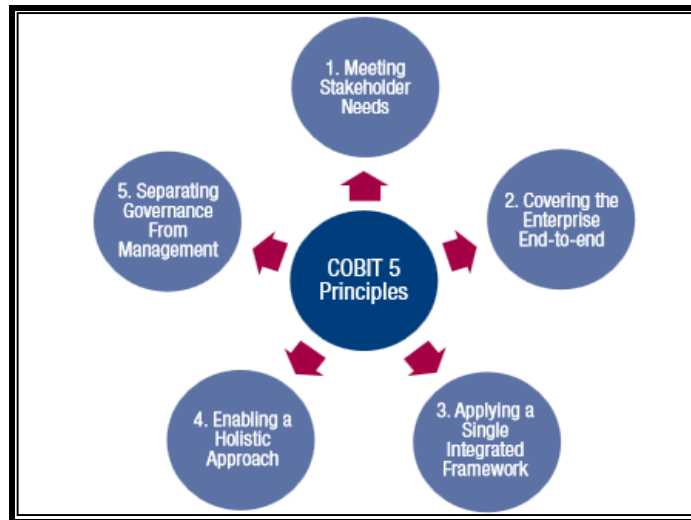 1. Meeting
Stakeholder
Needs
2. Covering the
Enterprise
End-to-end
3. Applying a
Single
Integrated
Framework
4. Enabling a
Holistic
Approach
5. Separating
Governance
From
Management
COBIT 5
Principles